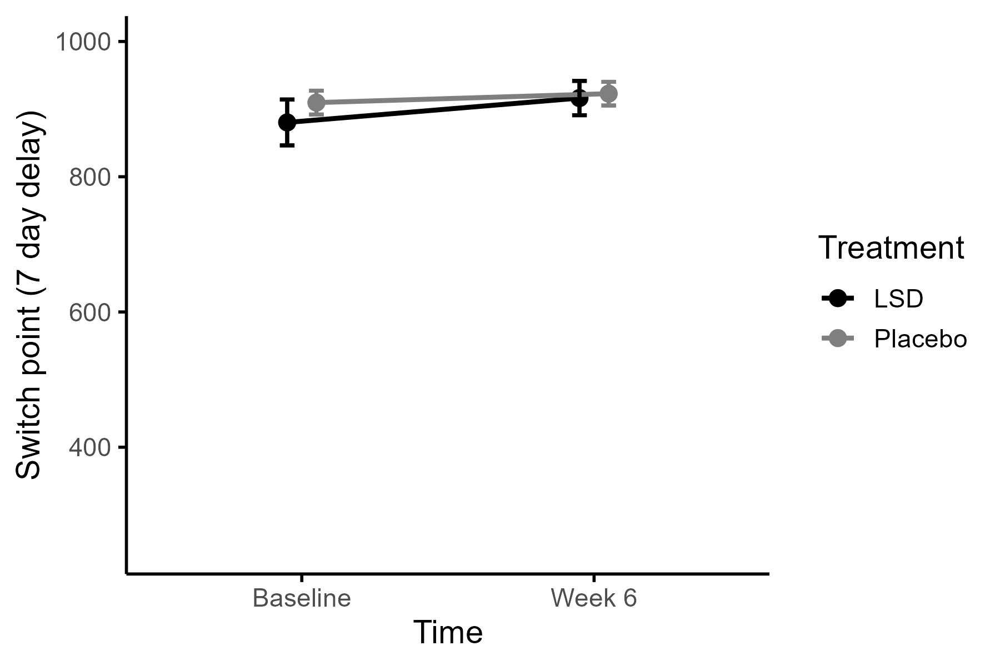 1000
800
600
400
Switch point (7 day delay)
Baseline
Week 6
Time
Treatment
LSD
Placebo